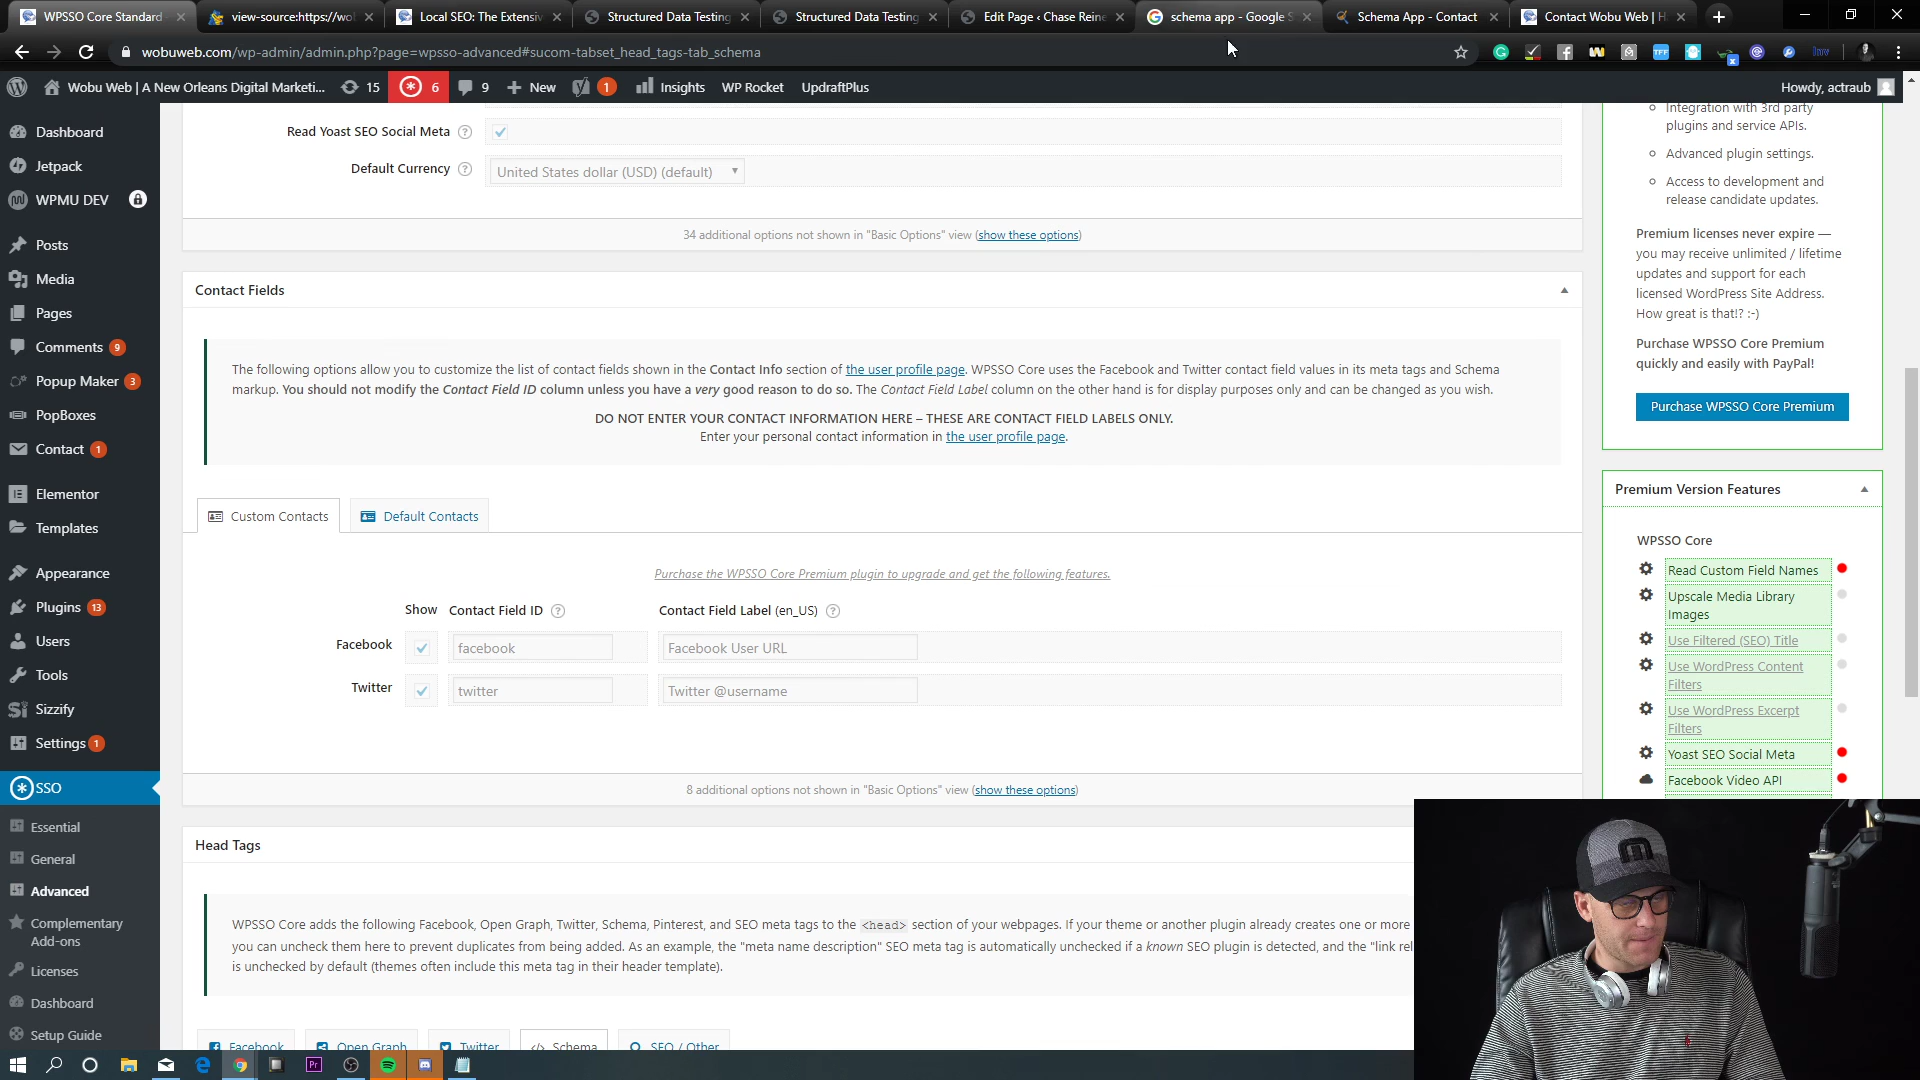 WPSSO Core Standard
view-source:https://wo
Local SEO: The Extensiv
Structured Data Testing
Structured Data Testing
Edit Page ‹ Chase Reine
schema app - Google S
Schema App - Contact
Contact Wobu Web | H
wobuweb.com/wp-admin/admin.php?page=wpsso-advanced#sucom-tabset_head_tags-tab_schema
Wobu Web | A New Orleans Digital Marketi...
15
6
9
New
1
Insights
WP Rocket
UpdraftPlus
Howdy, actraub
Dashboard
Jetpack
WPMU DEV
Posts
Media
Pages
Comments 9
Popup Maker 3
PopBoxes
Contact 1
Elementor
Templates
Appearance
Plugins 13
Users
Tools
Sizzify
Settings 1
SSO
Essential
General
Advanced
Complementary
Add-ons
Licenses
Dashboard
Setup Guide
Read Yoast SEO Social Meta
Default Currency
United States dollar (USD) (default)
34 additional options not shown in "Basic Options" view (show these options)
Contact Fields
The following options allow you to customize the list of contact fields shown in the Contact Info section of the user profile page. WPSSO Core uses the Facebook and Twitter contact field values in its meta tags and Schema
markup. You should not modify the Contact Field ID column unless you have a very good reason to do so. The Contact Field Label column on the other hand is for display purposes only and can be changed as you wish.
DO NOT ENTER YOUR CONTACT INFORMATION HERE – THESE ARE CONTACT FIELD LABELS ONLY.
Enter your personal contact information in the user profile page.
Custom Contacts
Default Contacts
Purchase the WPSSO Core Premium plugin to upgrade and get the following features.
Show
Contact Field ID
Contact Field Label (en_US)
Facebook
facebook
Facebook User URL
Twitter
twitter
Twitter @username
8 additional options not shown in "Basic Options" view (show these options)
Head Tags
WPSSO Core adds the following Facebook, Open Graph, Twitter, Schema, Pinterest, and SEO meta tags to the <head> section of your webpages. If your theme or another plugin already creates one or more
you can uncheck them here to prevent duplicates from being added. As an example, the "meta name description" SEO meta tag is automatically unchecked if a known SEO plugin is detected, and the "link rel
is unchecked by default (themes often include this meta tag in their header template).
Facebook
Open Graph
Twitter
Schema
SEO / Other
Integration with 3rd party
plugins and service APIs.
Advanced plugin settings.
Access to development and
release candidate updates.
Premium licenses never expire —
you may receive unlimited / lifetime
updates and support for each
licensed WordPress Site Address.
How great is that!? :-)
Purchase WPSSO Core Premium
quickly and easily with PayPal!
Purchase WPSSO Core Premium
Premium Version Features
WPSSO Core
Read Custom Field Names
Upscale Media Library
Images
Use Filtered (SEO) Title
Use WordPress Content
Filters
Use WordPress Excerpt
Filters
Yoast SEO Social Meta
Facebook Video API